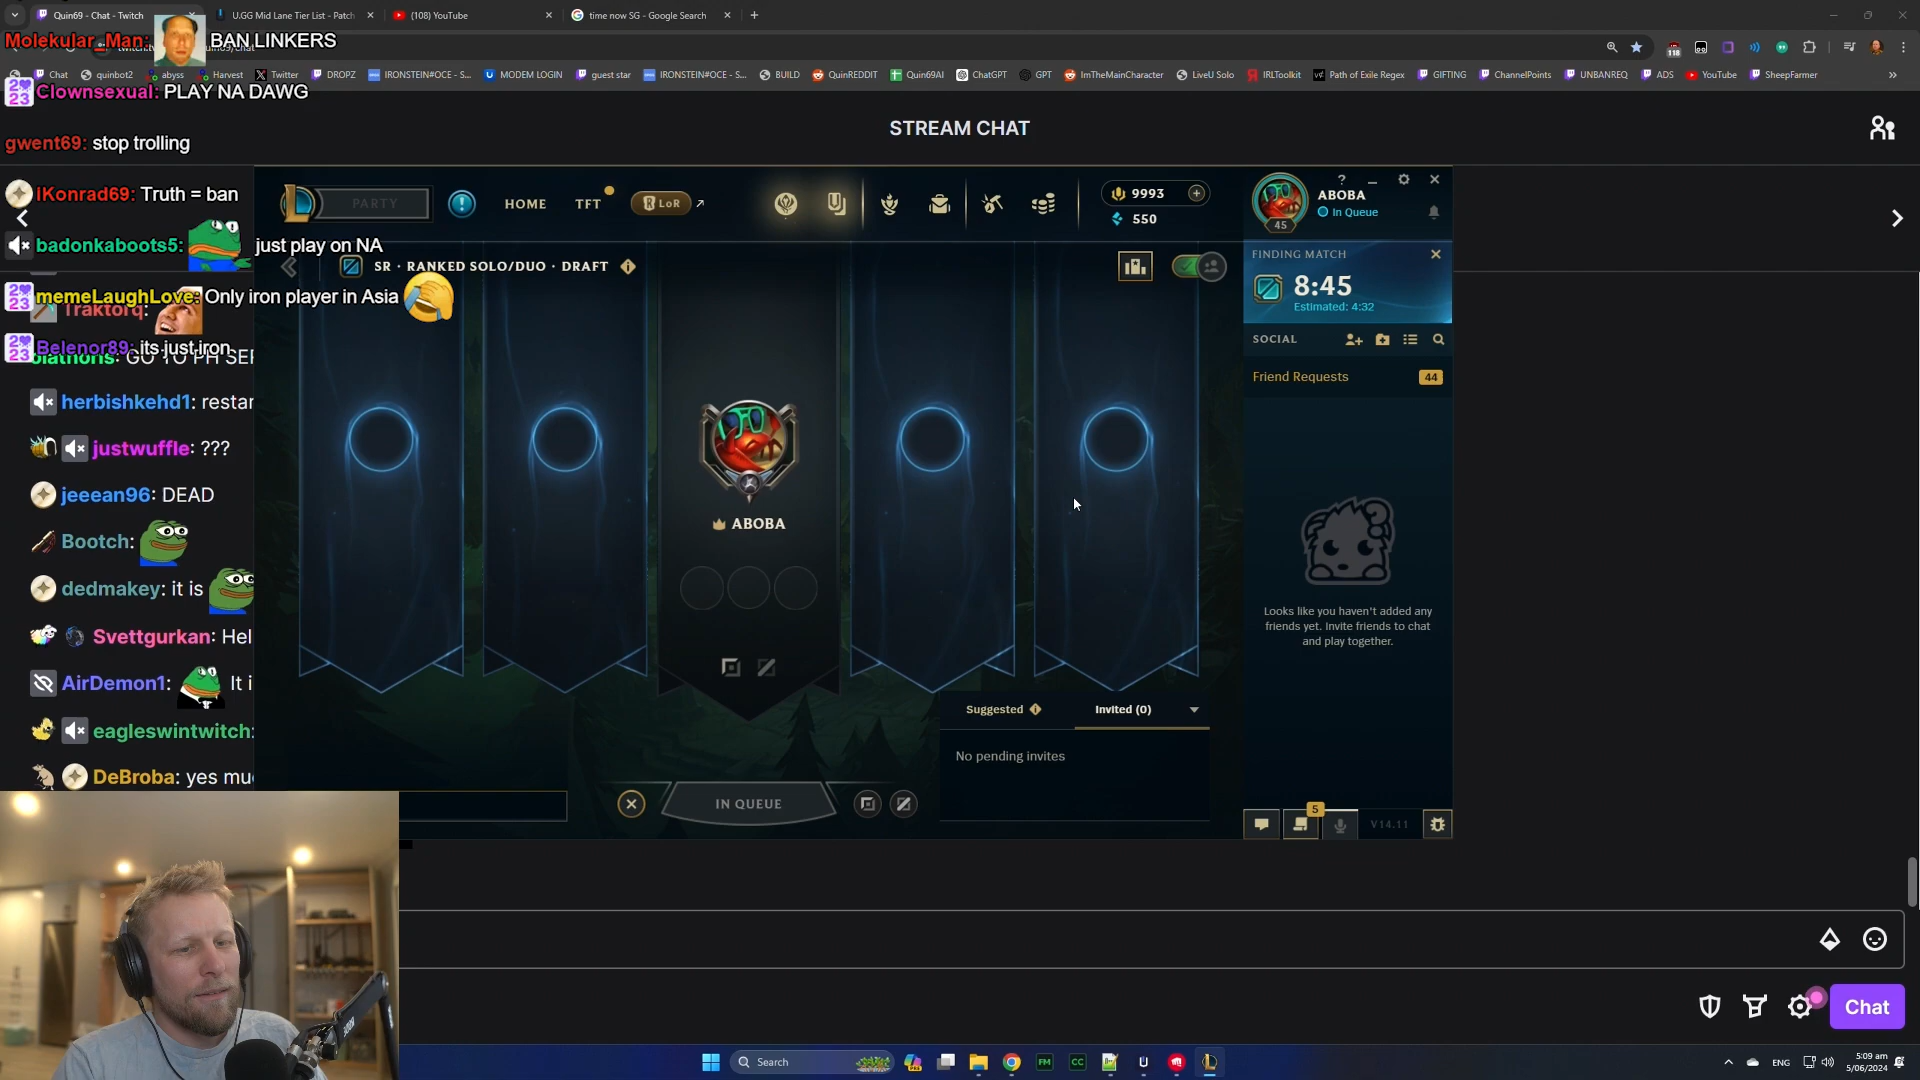 Quin69 - Chat - Twitch
U.GG Mid Lane Tier List - Patch
(108) YouTube
time now SG - Google Search
Molekular_Man: BAN LINKERS
Chat
quinbot2
abyss
Harvest
Twitter
DROPZ
IRONSTEIN#OCE - S...
MODEM LOGIN
guest star
IRONSTEIN#OCE - S...
BUILD
QuinREDDIT
Quin69AI
ChatGPT
GPT
ImTheMainCharacter
LiveU Solo
IRLToolkit
Path of Exile Regex
GIFTING
ChannelPoints
UNBANREQ
ADS
YouTube
SheepFarmer
Clownsexual: PLAY NA DAWG
STREAM CHAT
gwent69: stop trolling
IKonrad69: Truth = ban
badonkaboots5: just play on NA
memeLaughLove: Only iron player in Asia
Traktorq:
Belenor89: its just iron
GO TO PH SER
herbishkehd1: restar
justwuffle: ???
jeeean96: DEAD
Bootch:
dedmakey: it is
Svettgurkan: Hel
AirDemon1: It i
eagleswintwitch:
DeBroba: yes mu
PARTY
HOME
TFT
LoR
9993
550
ABOBA
In Queue
45
SR · RANKED SOLO/DUO · DRAFT
FINDING MATCH
8:45
Estimated: 4:32
SOCIAL
Friend Requests
44
ABOBA
Looks like you haven't added any
friends yet. Invite friends to chat
and play together.
Suggested
Invited (0)
No pending invites
IN QUEUE
5
V14.11
Chat
Search
ENG
5:09 am
5/06/2024